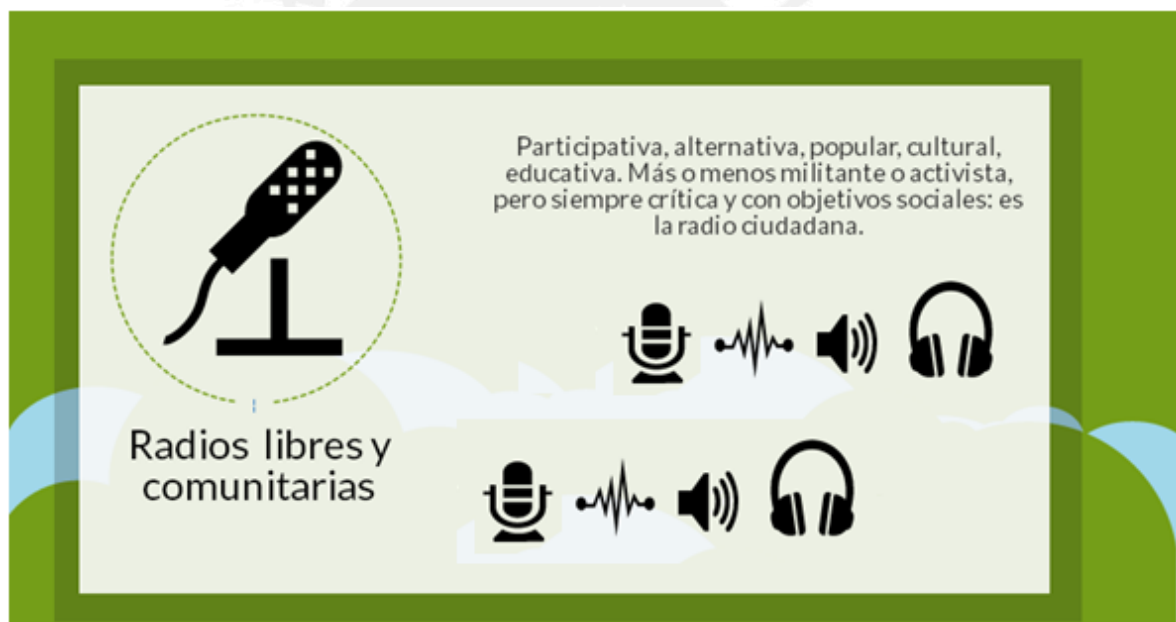 Participativa, alternativa, popular, cultural,
educativa. Más o menos militante o activista,
pero siempre crítica y con objetivos sociales: es
la radio ciudadana.
Radios libres y
comunitarias